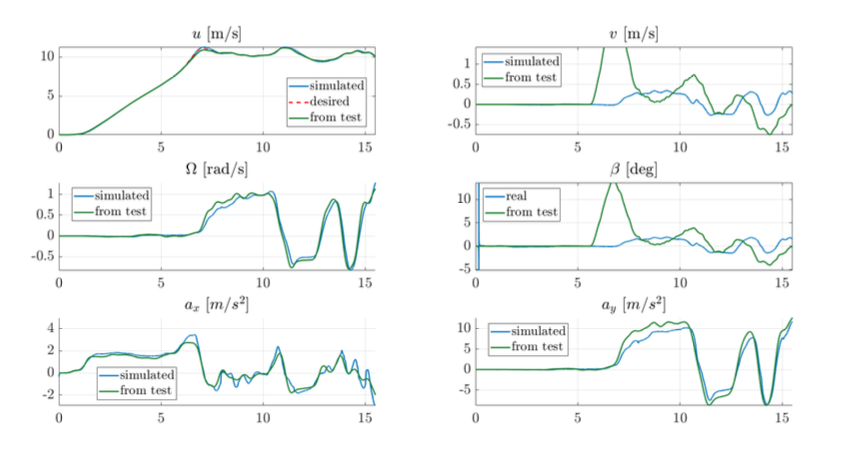 u [m/s]
10
5
0
0
5
10
15
simulated
desired
from test
v [m/s]
1
0.5
0
-0.5
0
5
10
15
simulated
from test
Ω [rad/s]
1
0.5
0
-0.5
0
5
10
15
simulated
from test
β [deg]
10
5
0
-5
0
5
10
15
real
from test
a_x [m/s²]
4
2
0
-2
0
5
10
15
simulated
from test
a_y [m/s²]
10
5
0
-5
0
5
10
15
simulated
from test